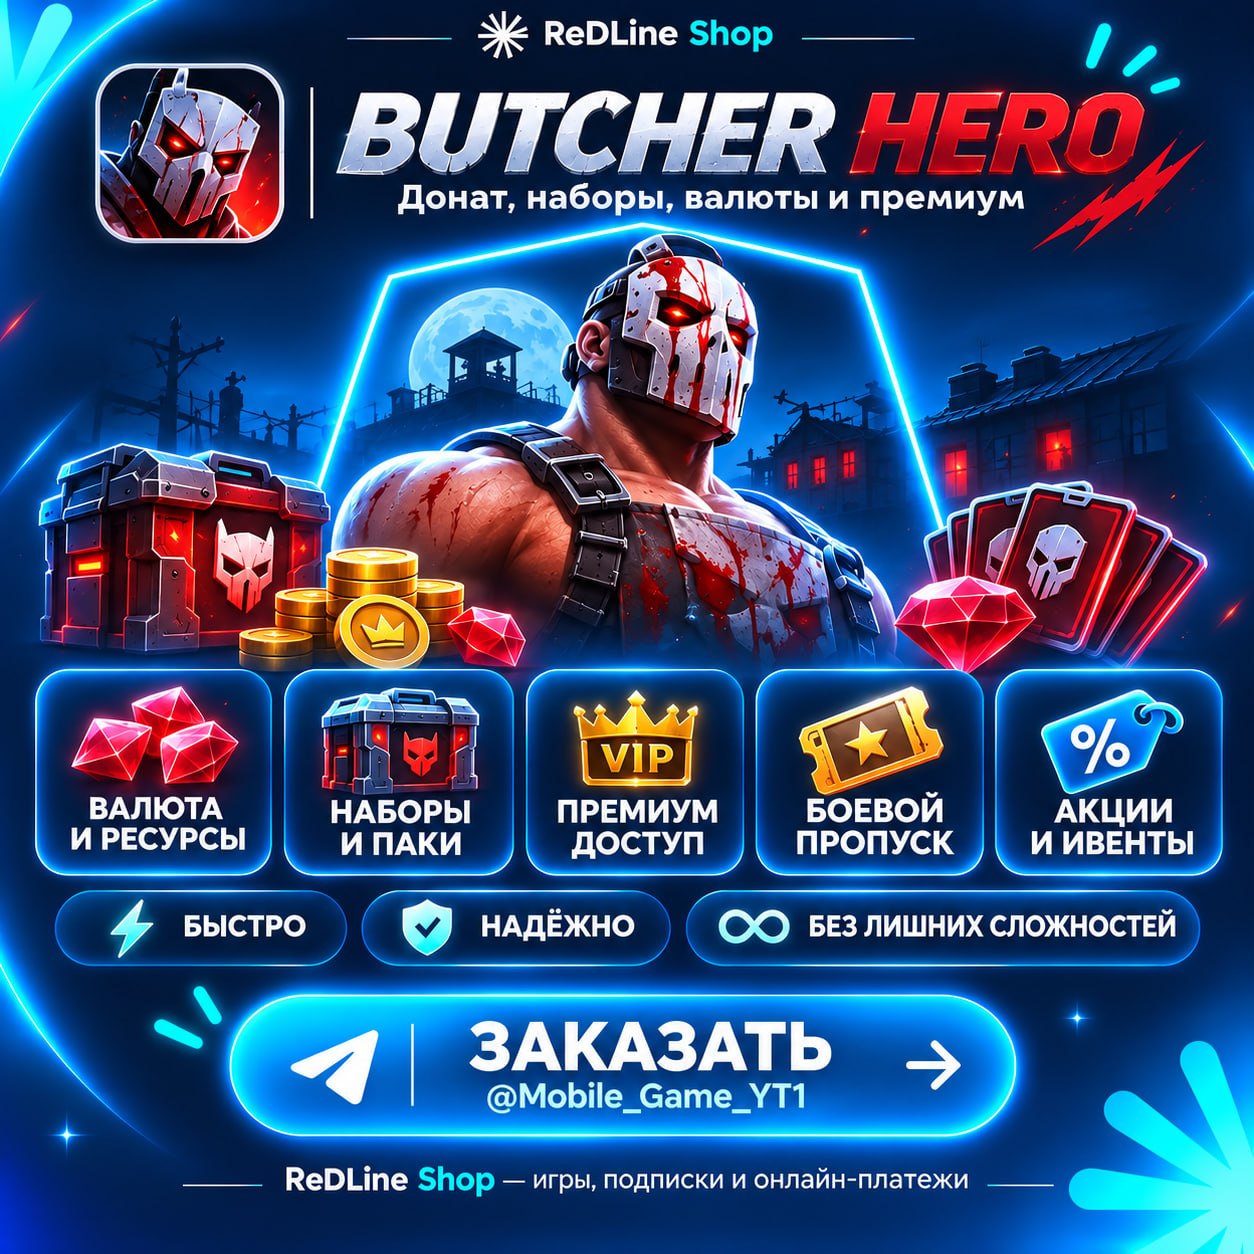 ReDLine Shop
BUTCHER HERO
Донат, наборы, валюты и премиум
ВАЛЮТА
И РЕСУРСЫ
НАБОРЫ
И ПАКИ
VIP
ПРЕМИУМ
ДОСТУП
БОЕВОЙ
ПРОПУСК
%
АКЦИИ
И ИВЕНТЫ
БЫСТРО
НАДЁЖНО
БЕЗ ЛИШНИХ СЛОЖНОСТЕЙ
ЗАКАЗАТЬ
@Mobile_Game_YT1
ReDLine Shop — игры, подписки и онлайн-платежи